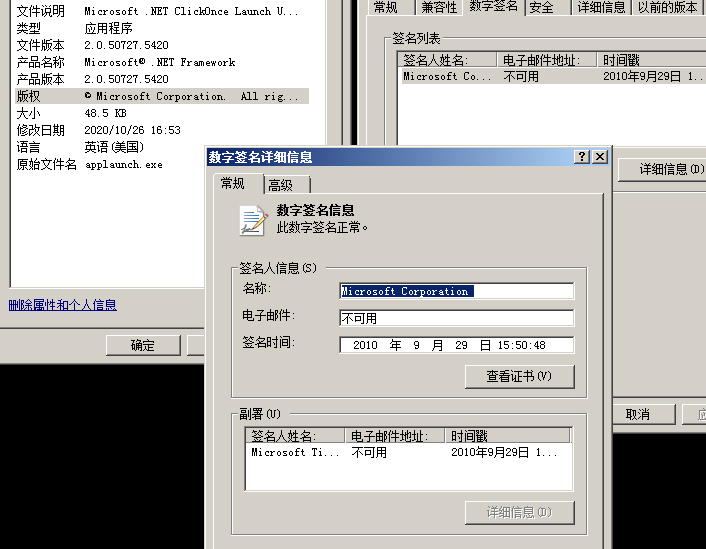 文件说明 Microsoft .NET ClickOnce Launch U...
类型 应用程序
文件版本 2.0.50727.5420
产品名称 Microsoft® .NET Framework
产品版本 2.0.50727.5420
版权 © Microsoft Corporation.  All rig...
大小 48.5 KB
修改日期 2020/10/26 16:53
语言 英语(美国)
原始文件名 applaunch.exe
删除属性和个人信息
确定
常规 兼容性 数字签名 安全 详细信息 以前的版本
签名列表
签名人姓名: 电子邮件地址: 时间戳
Microsoft Co... 不可用 2010年9月29日 1...
详细信息(D)
取消
数字签名详细信息
常规 高级
数字签名信息
此数字签名正常。
签名人信息(S)
名称: Microsoft Corporation
电子邮件: 不可用
签名时间: 2010 年 9 月 29 日 15:50:48
查看证书(V)
副署(U)
签名人姓名: 电子邮件地址: 时间戳
Microsoft Ti... 不可用 2010年9月29日 1...
详细信息(D)